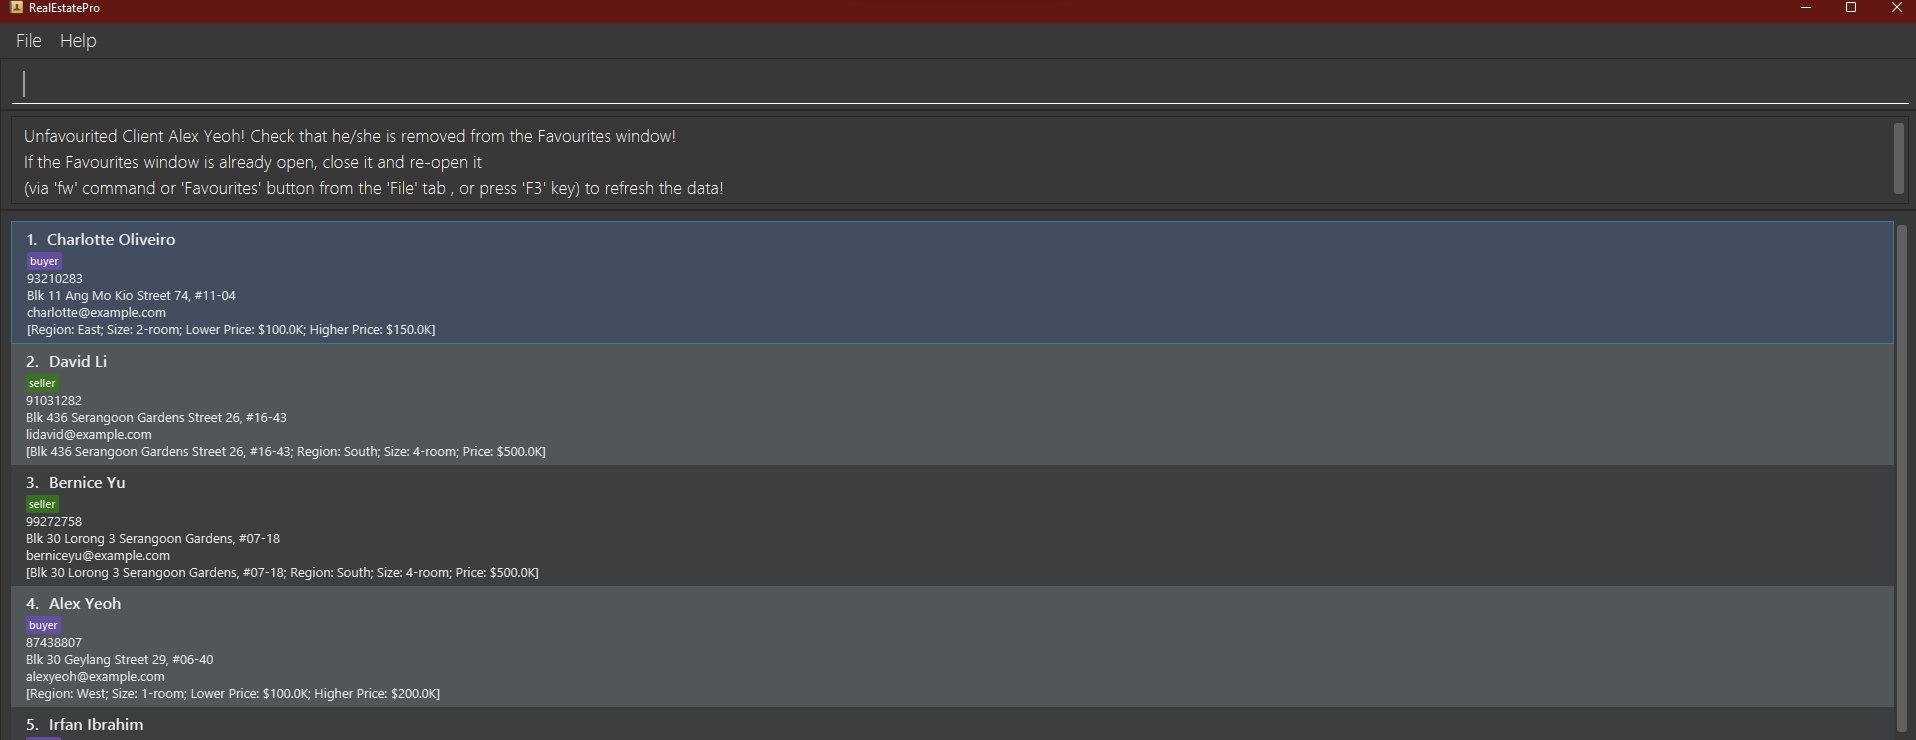 RealEstatePro
File Help
Unfavourited Client Alex Yeoh! Check that he/she is removed from the Favourites window!
If the Favourites window is already open, close it and re-open it
(via 'fw' command or 'Favourites' button from the 'File' tab , or press 'F3' key) to refresh the data!
1. Charlotte Oliveiro
buyer
93210283
Blk 11 Ang Mo Kio Street 74, #11-04
charlotte@example.com
[Region: East; Size: 2-room; Lower Price: $100.0K; Higher Price: $150.0K]
2. David Li
seller
91031282
Blk 436 Serangoon Gardens Street 26, #16-43
lidavid@example.com
[Blk 436 Serangoon Gardens Street 26, #16-43; Region: South; Size: 4-room; Price: $500.0K]
3. Bernice Yu
seller
99272758
Blk 30 Lorong 3 Serangoon Gardens, #07-18
berniceyu@example.com
[Blk 30 Lorong 3 Serangoon Gardens, #07-18; Region: South; Size: 4-room; Price: $500.0K]
4. Alex Yeoh
buyer
87438807
Blk 30 Geylang Street 29, #06-40
alexyeoh@example.com
[Region: West; Size: 1-room; Lower Price: $100.0K; Higher Price: $200.0K]
5. Irfan Ibrahim